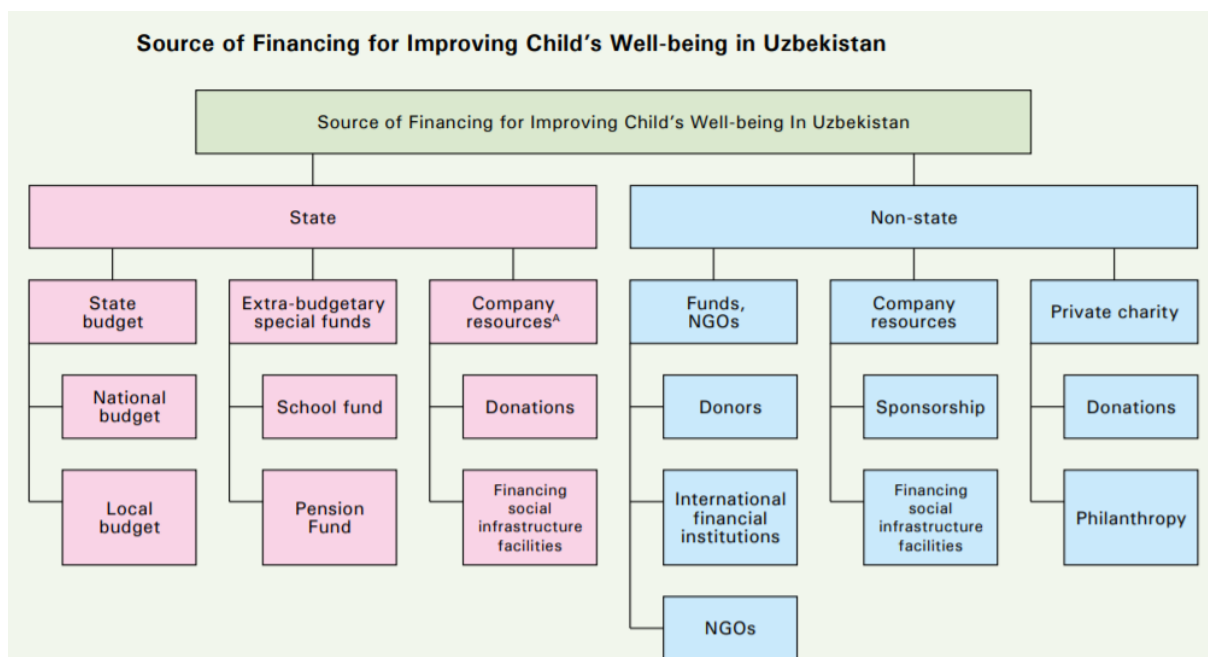 Source of Financing for Improving Child's Well-being in Uzbekistan
Source of Financing for Improving Child's Well-being In Uzbekistan
State
Non-state
State
budget
Extra-budgetary
special funds
Company
resourcesᴬ
Funds,
NGOs
Company
resources
Private charity
National
budget
School fund
Donations
Donors
Sponsorship
Donations
Local
budget
Pension
Fund
Financing
social
infrastructure
facilities
International
financial
institutions
Financing
social
infrastructure
facilities
Philanthropy
NGOs